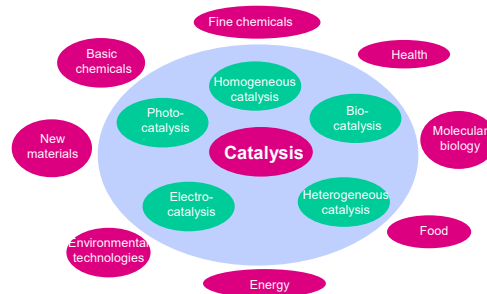 Fine chemicals
Basic
chemicals
Health
Homogeneous
catalysis
Photo-
catalysis
Bio-
catalysis
New
materials
Catalysis
Molecular
biology
Electro-
catalysis
Heterogeneous
catalysis
Food
Environmental
technologies
Energy